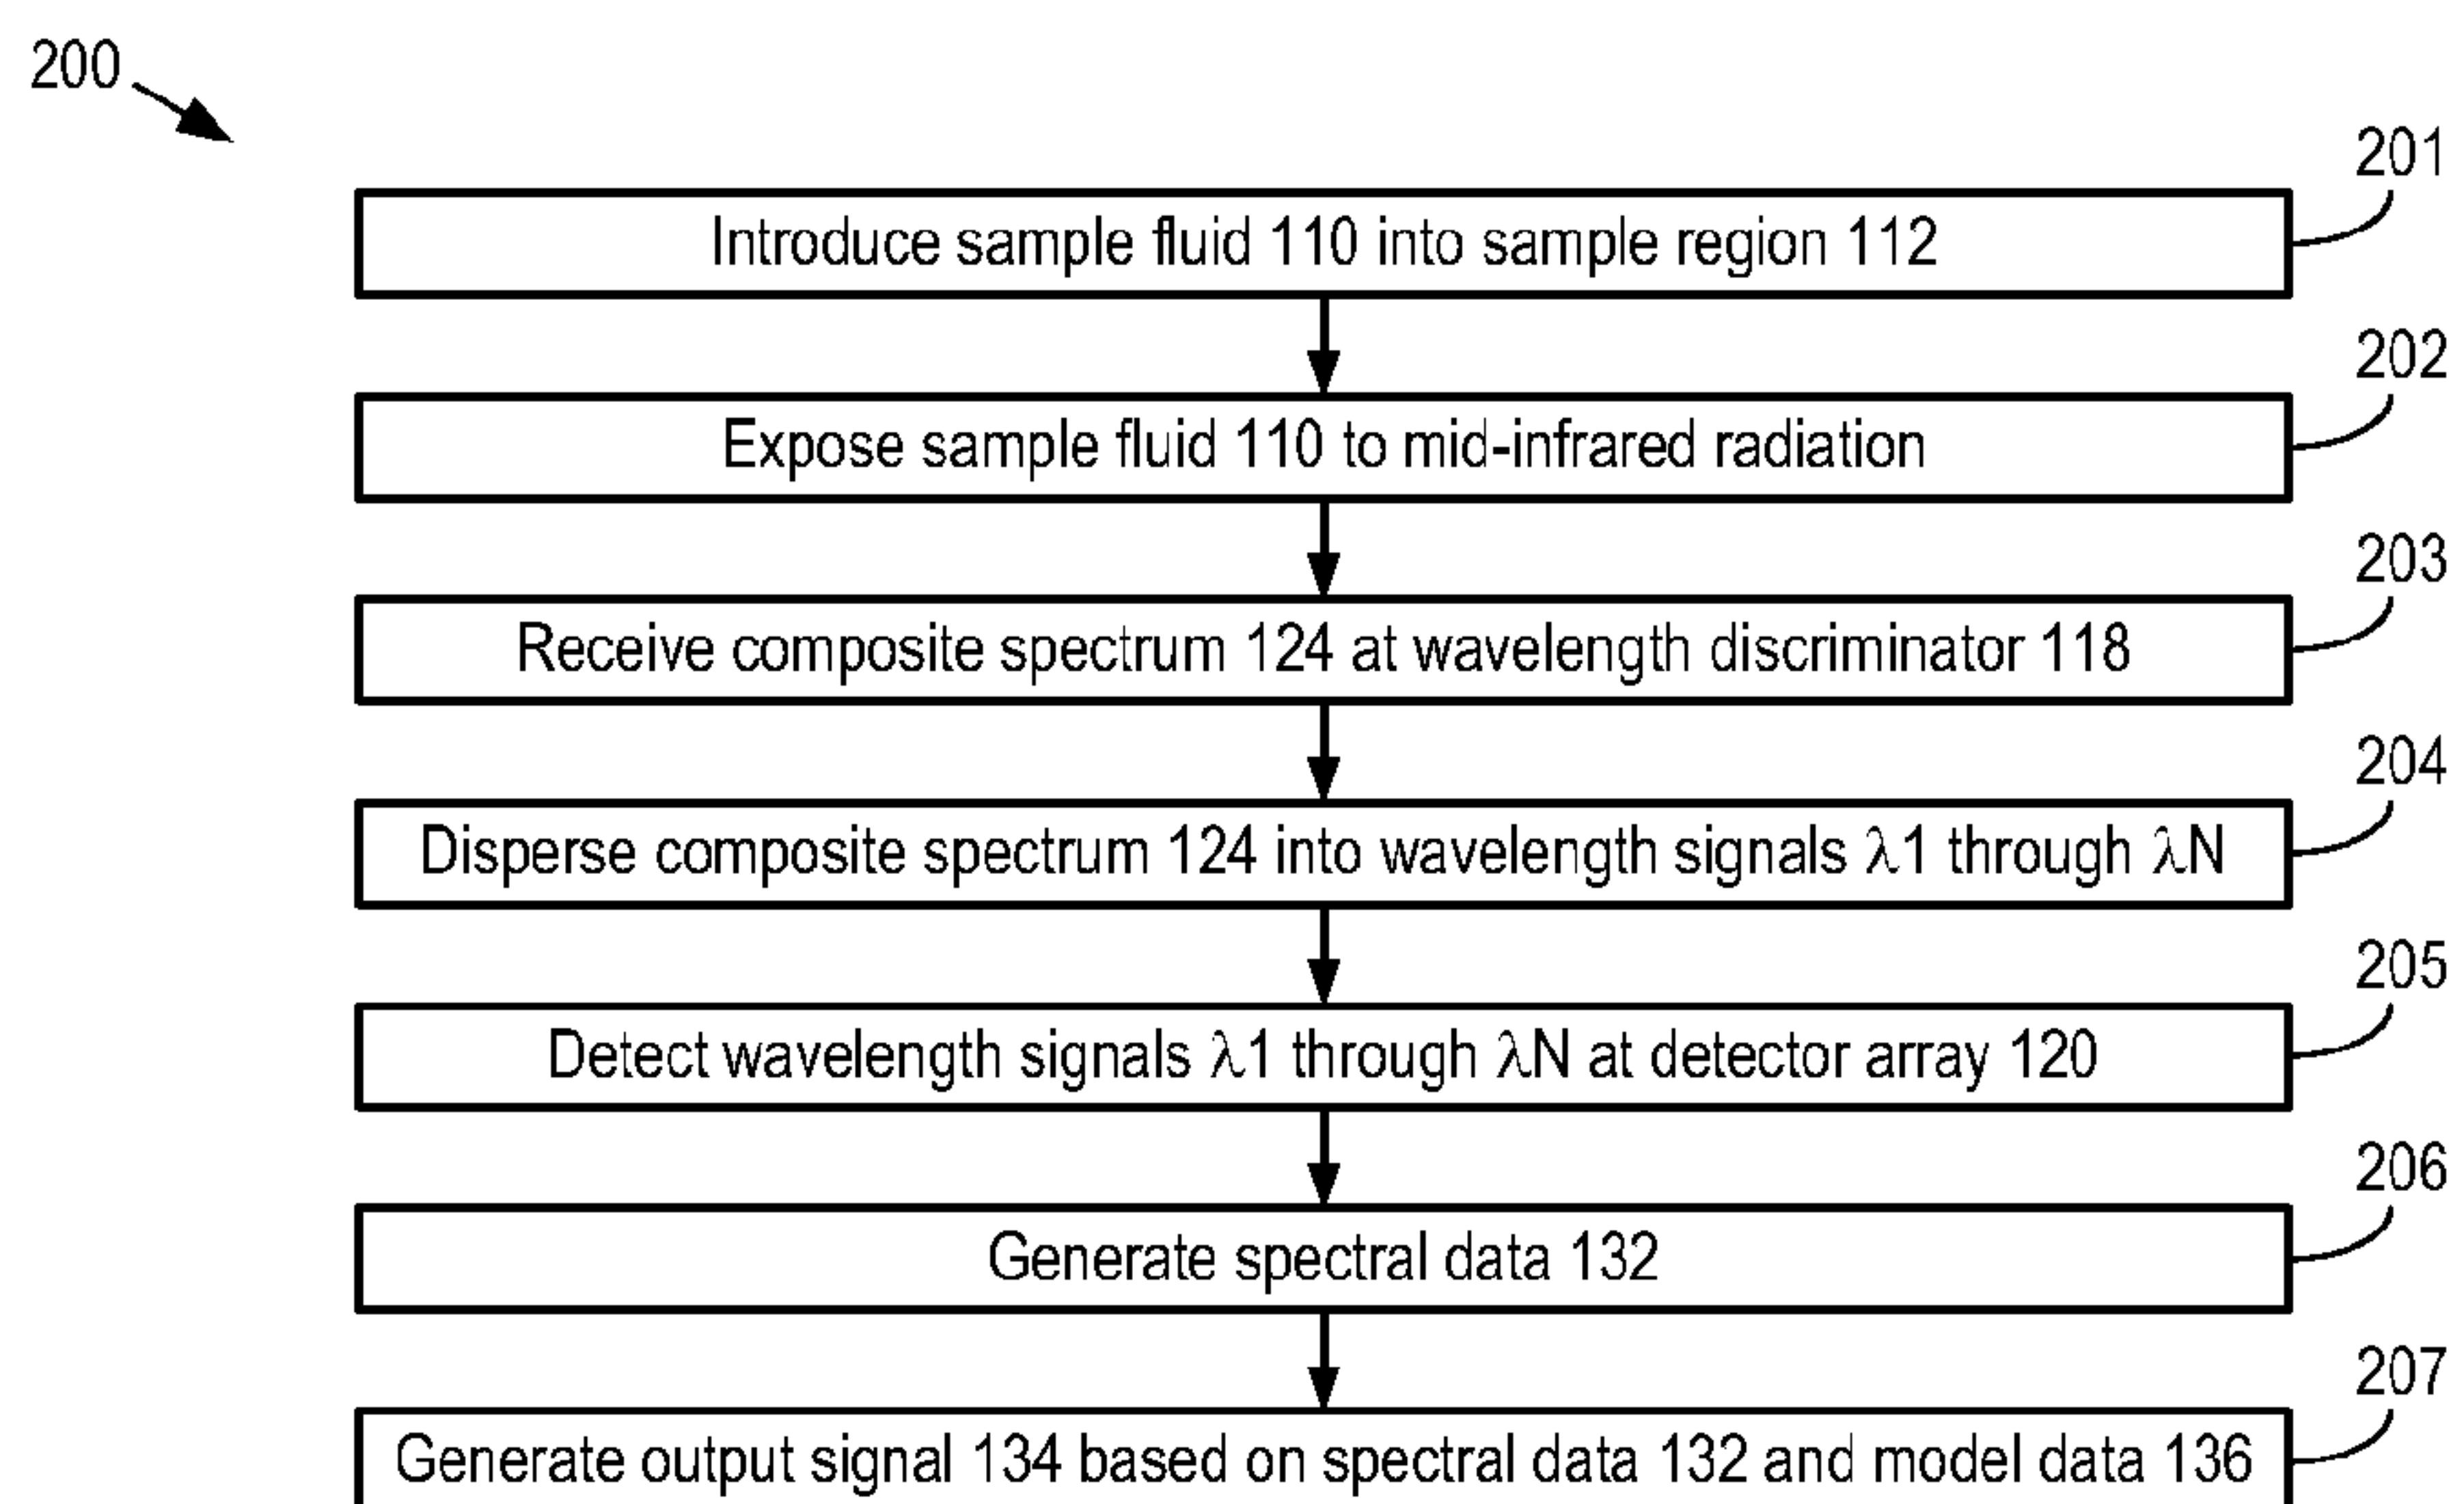 200
201
Introduce sample fluid 110 into sample region 112
202
Expose sample fluid 110 to mid-infrared radiation
203
Receive composite spectrum 124 at wavelength discriminator 118
204
Disperse composite spectrum 124 into wavelength signals λ1 through λN
205
Detect wavelength signals λ1 through λN at detector array 120
206
Generate spectral data 132
207
Generate output signal 134 based on spectral data 132 and model data 136